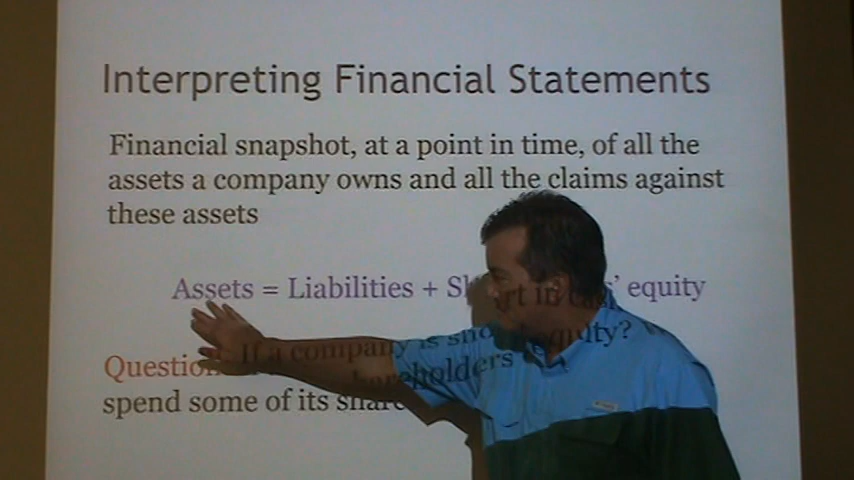 Interpreting Financial Statements
Financial snapshot, at a point in time, of all the
assets a company owns and all the claims against
these assets
Assets = Liabilities + equity
Question If a company is short in cash
spend some of its shareholders equity?